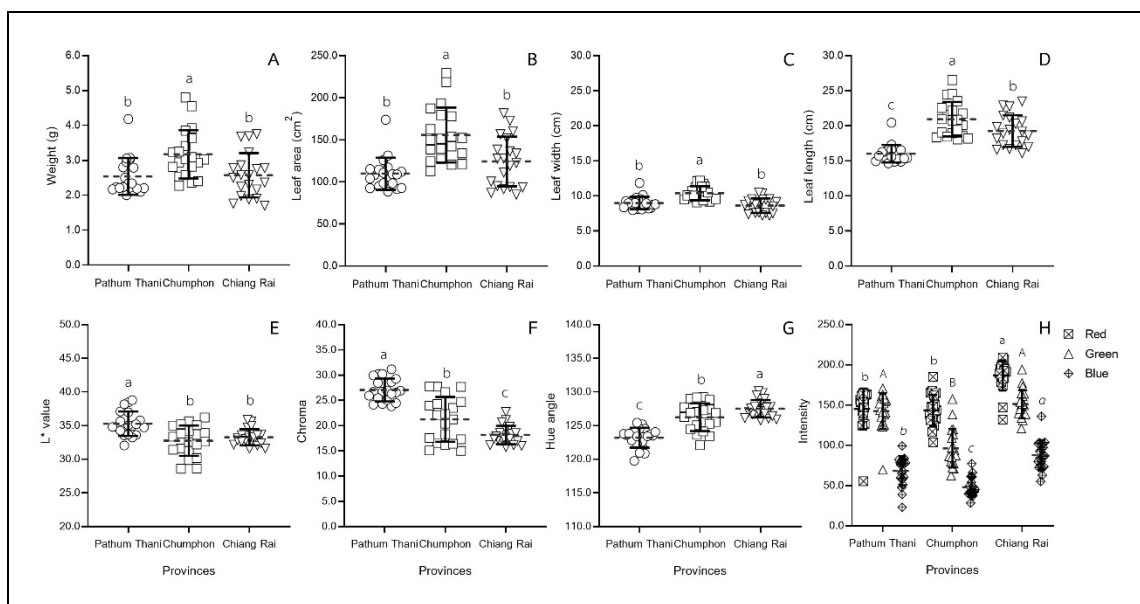 A
Weight (g)
6.0
5.0
4.0
3.0
2.0
1.0
0.0
b
a
b
Pathum Thani Chumphon Chiang Rai
B
Leaf area (cm²)
250.0
200.0
150.0
100.0
50.0
0.0
b
a
b
Pathum Thani Chumphon Chiang Rai
C
Leaf width (cm)
20.0
15.0
10.0
5.0
0.0
b
a
b
Pathum Thani Chumphon Chiang Rai
D
Leaf length (cm)
30.0
25.0
20.0
15.0
10.0
5.0
0.0
c
a
b
Pathum Thani Chumphon Chiang Rai
E
L* value
50.0
45.0
40.0
35.0
30.0
25.0
20.0
a
b
b
Pathum Thani Chumphon Chiang Rai
Provinces
F
Chroma
40.0
35.0
30.0
25.0
20.0
15.0
10.0
5.0
0.0
a
b
c
Pathum Thani Chumphon Chiang Rai
Provinces
G
Hue angle
140.0
135.0
130.0
125.0
120.0
115.0
110.0
c
b
a
Pathum Thani Chumphon Chiang Rai
Provinces
H
Intensity
250.0
200.0
150.0
100.0
50.0
0.0
b A b
b B c
a A a
Pathum Thani Chumphon Chiang Rai
Provinces
Red
Green
Blue